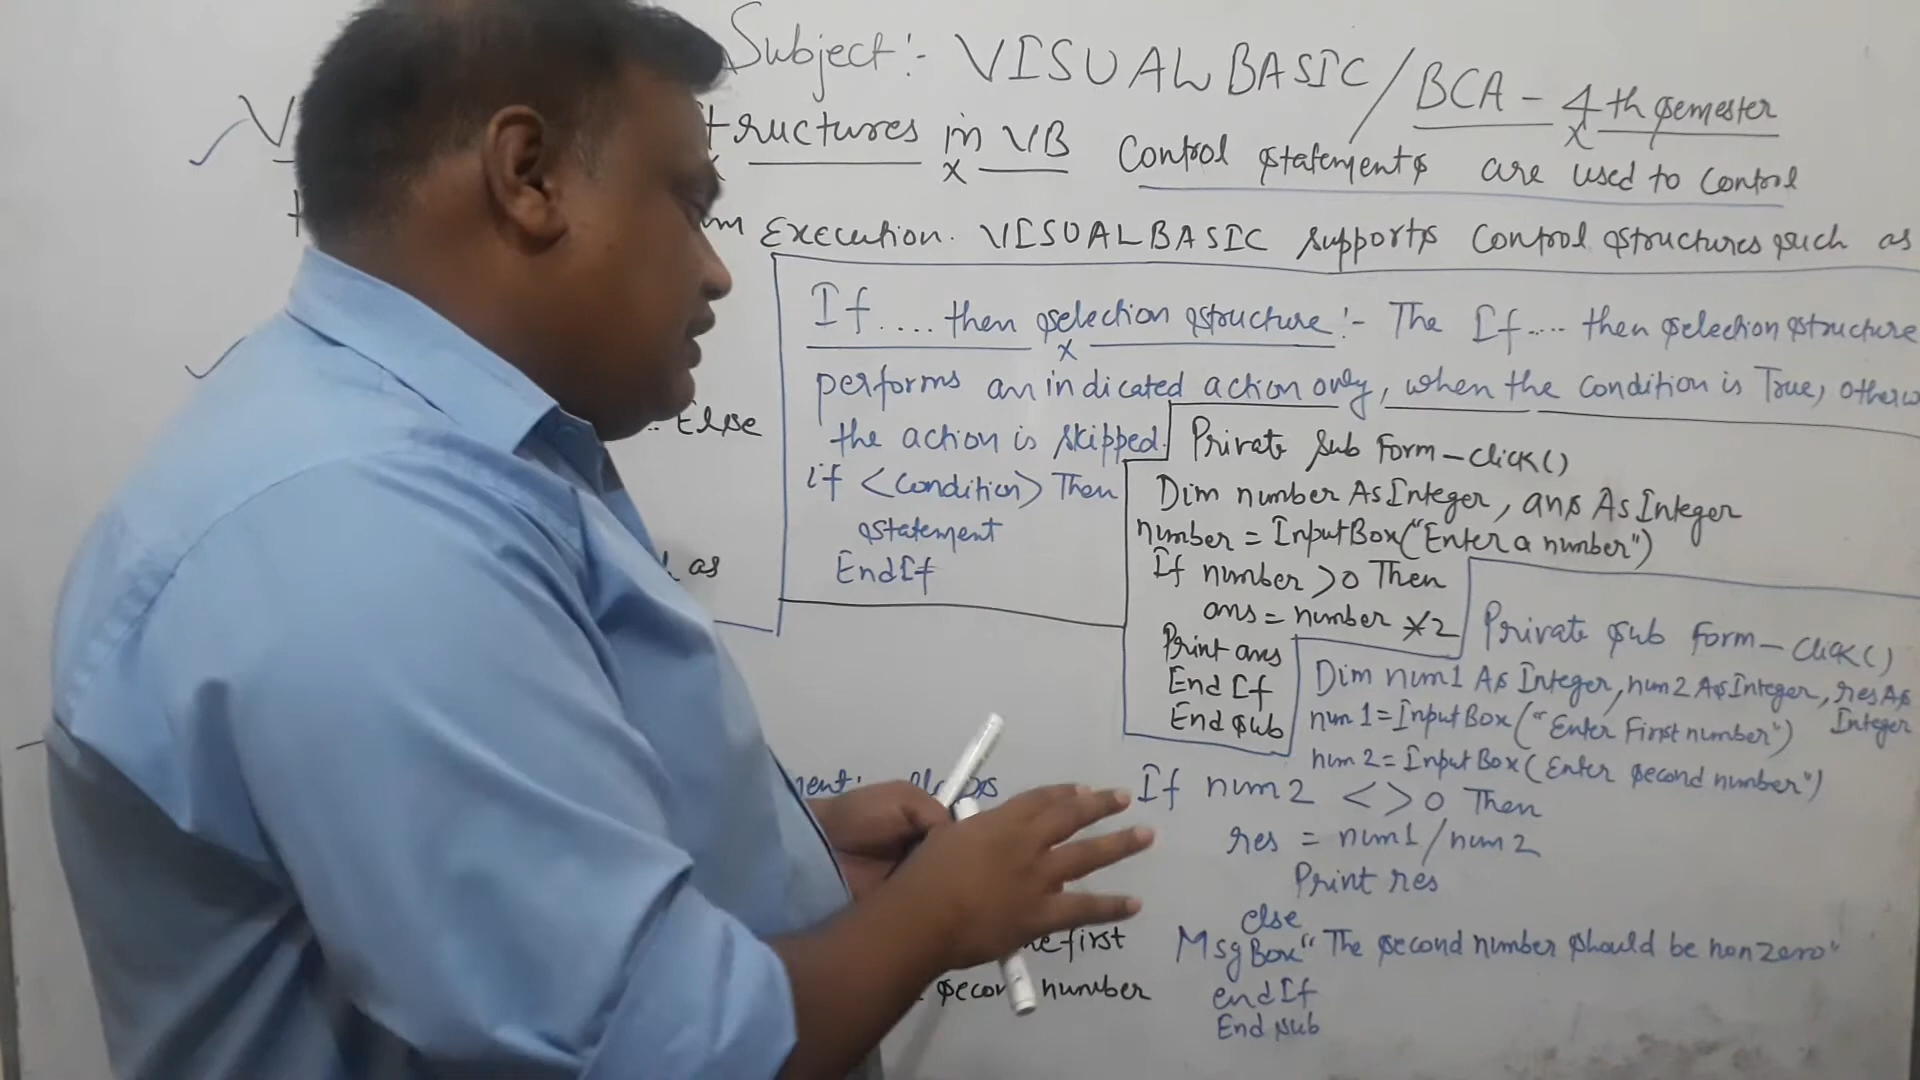 Subject :- VISUAL BASIC / BCA - 4th semester
tructures in VB Control statements are used to control
Execution. VISUAL BASIC supports Control structures such as
If .... then selection structure :- The If .... then selection structure
performs an indicated action only, when the condition is True, otherw
.. Else
the action is skipped.
if <condition> Then
statement
End If
as
Private Sub Form_Click()
Dim number As Integer, ans As Integer
number = InputBox("Enter a number")
If number >0 Then
ans = number *2
Print ans
End If
End Sub
Private Sub Form_Click()
Dim num1 As Integer, num2 As Integer, res As
Integer
num1 = InputBox("Enter First number")
num2 = InputBox(Enter second number")
If num2 <>0 Then
res = num1/num2
Print res
else
MsgBox "The second number should be non zero"
end If
End sub
first
number